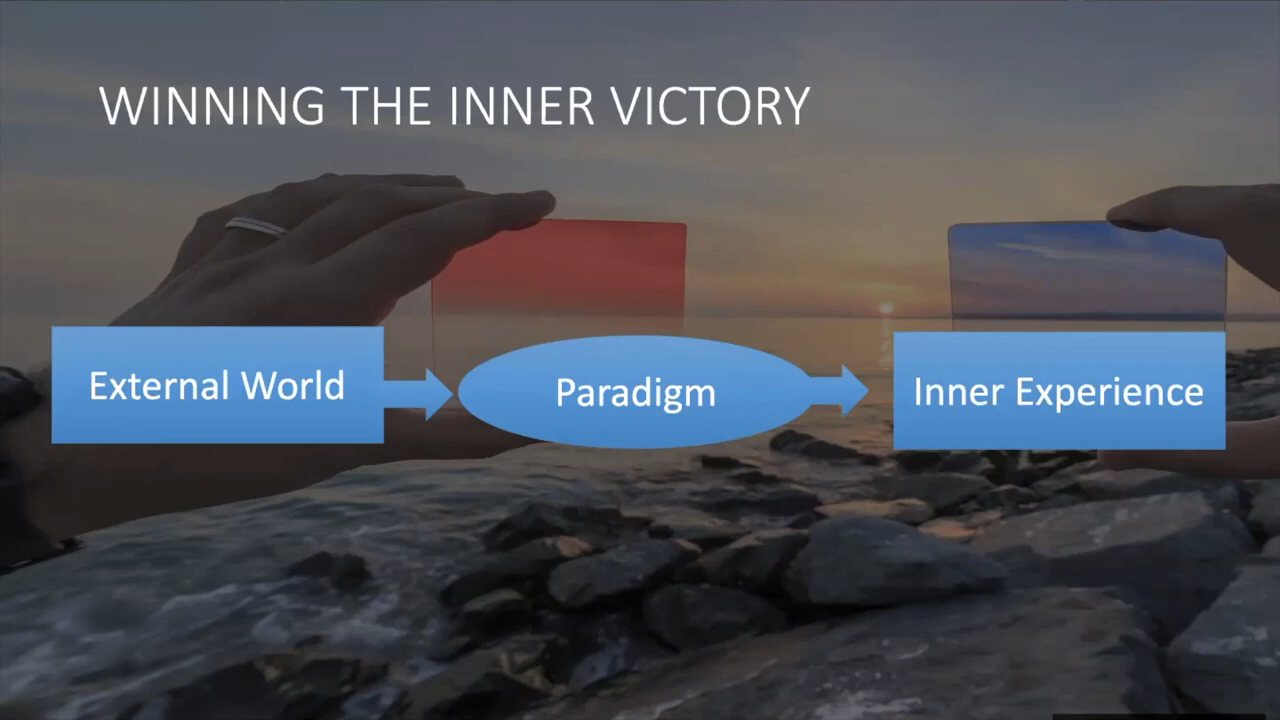 WINNING THE INNER VICTORY
External World
Paradigm
Inner Experience